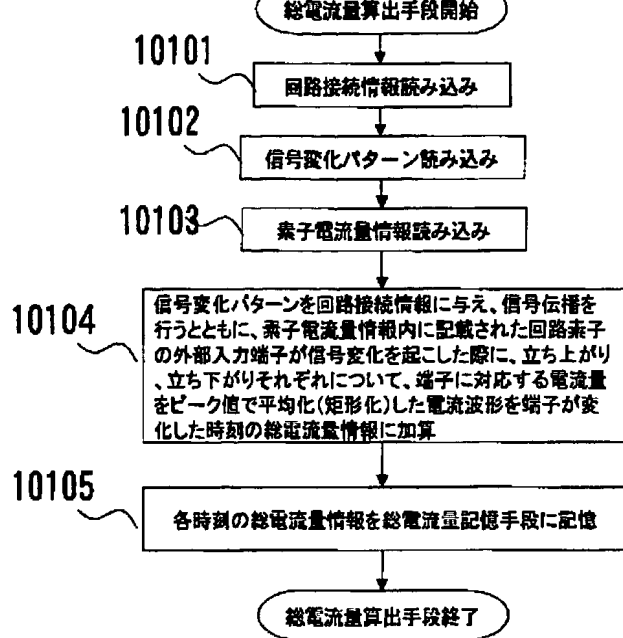 総電流量算出手段開始
10101
回路接続情報読み込み
10102
信号変化パターン読み込み
10103
素子電流量情報読み込み
10104
信号変化パターンを回路接続情報に与え、信号伝播を
行うとともに、素子電流量情報内に記載された回路素子
の外部入力端子が信号変化を起こした際に、立ち上がり
、立ち下がりそれぞれについて、端子に対応する電流量
をピーク値で平均化(矩形化)した電流波形を端子が変
化した時刻の総電流量情報に加算
10105
各時刻の総電流量情報を総電流量記憶手段に記憶
総電流量算出手段終了